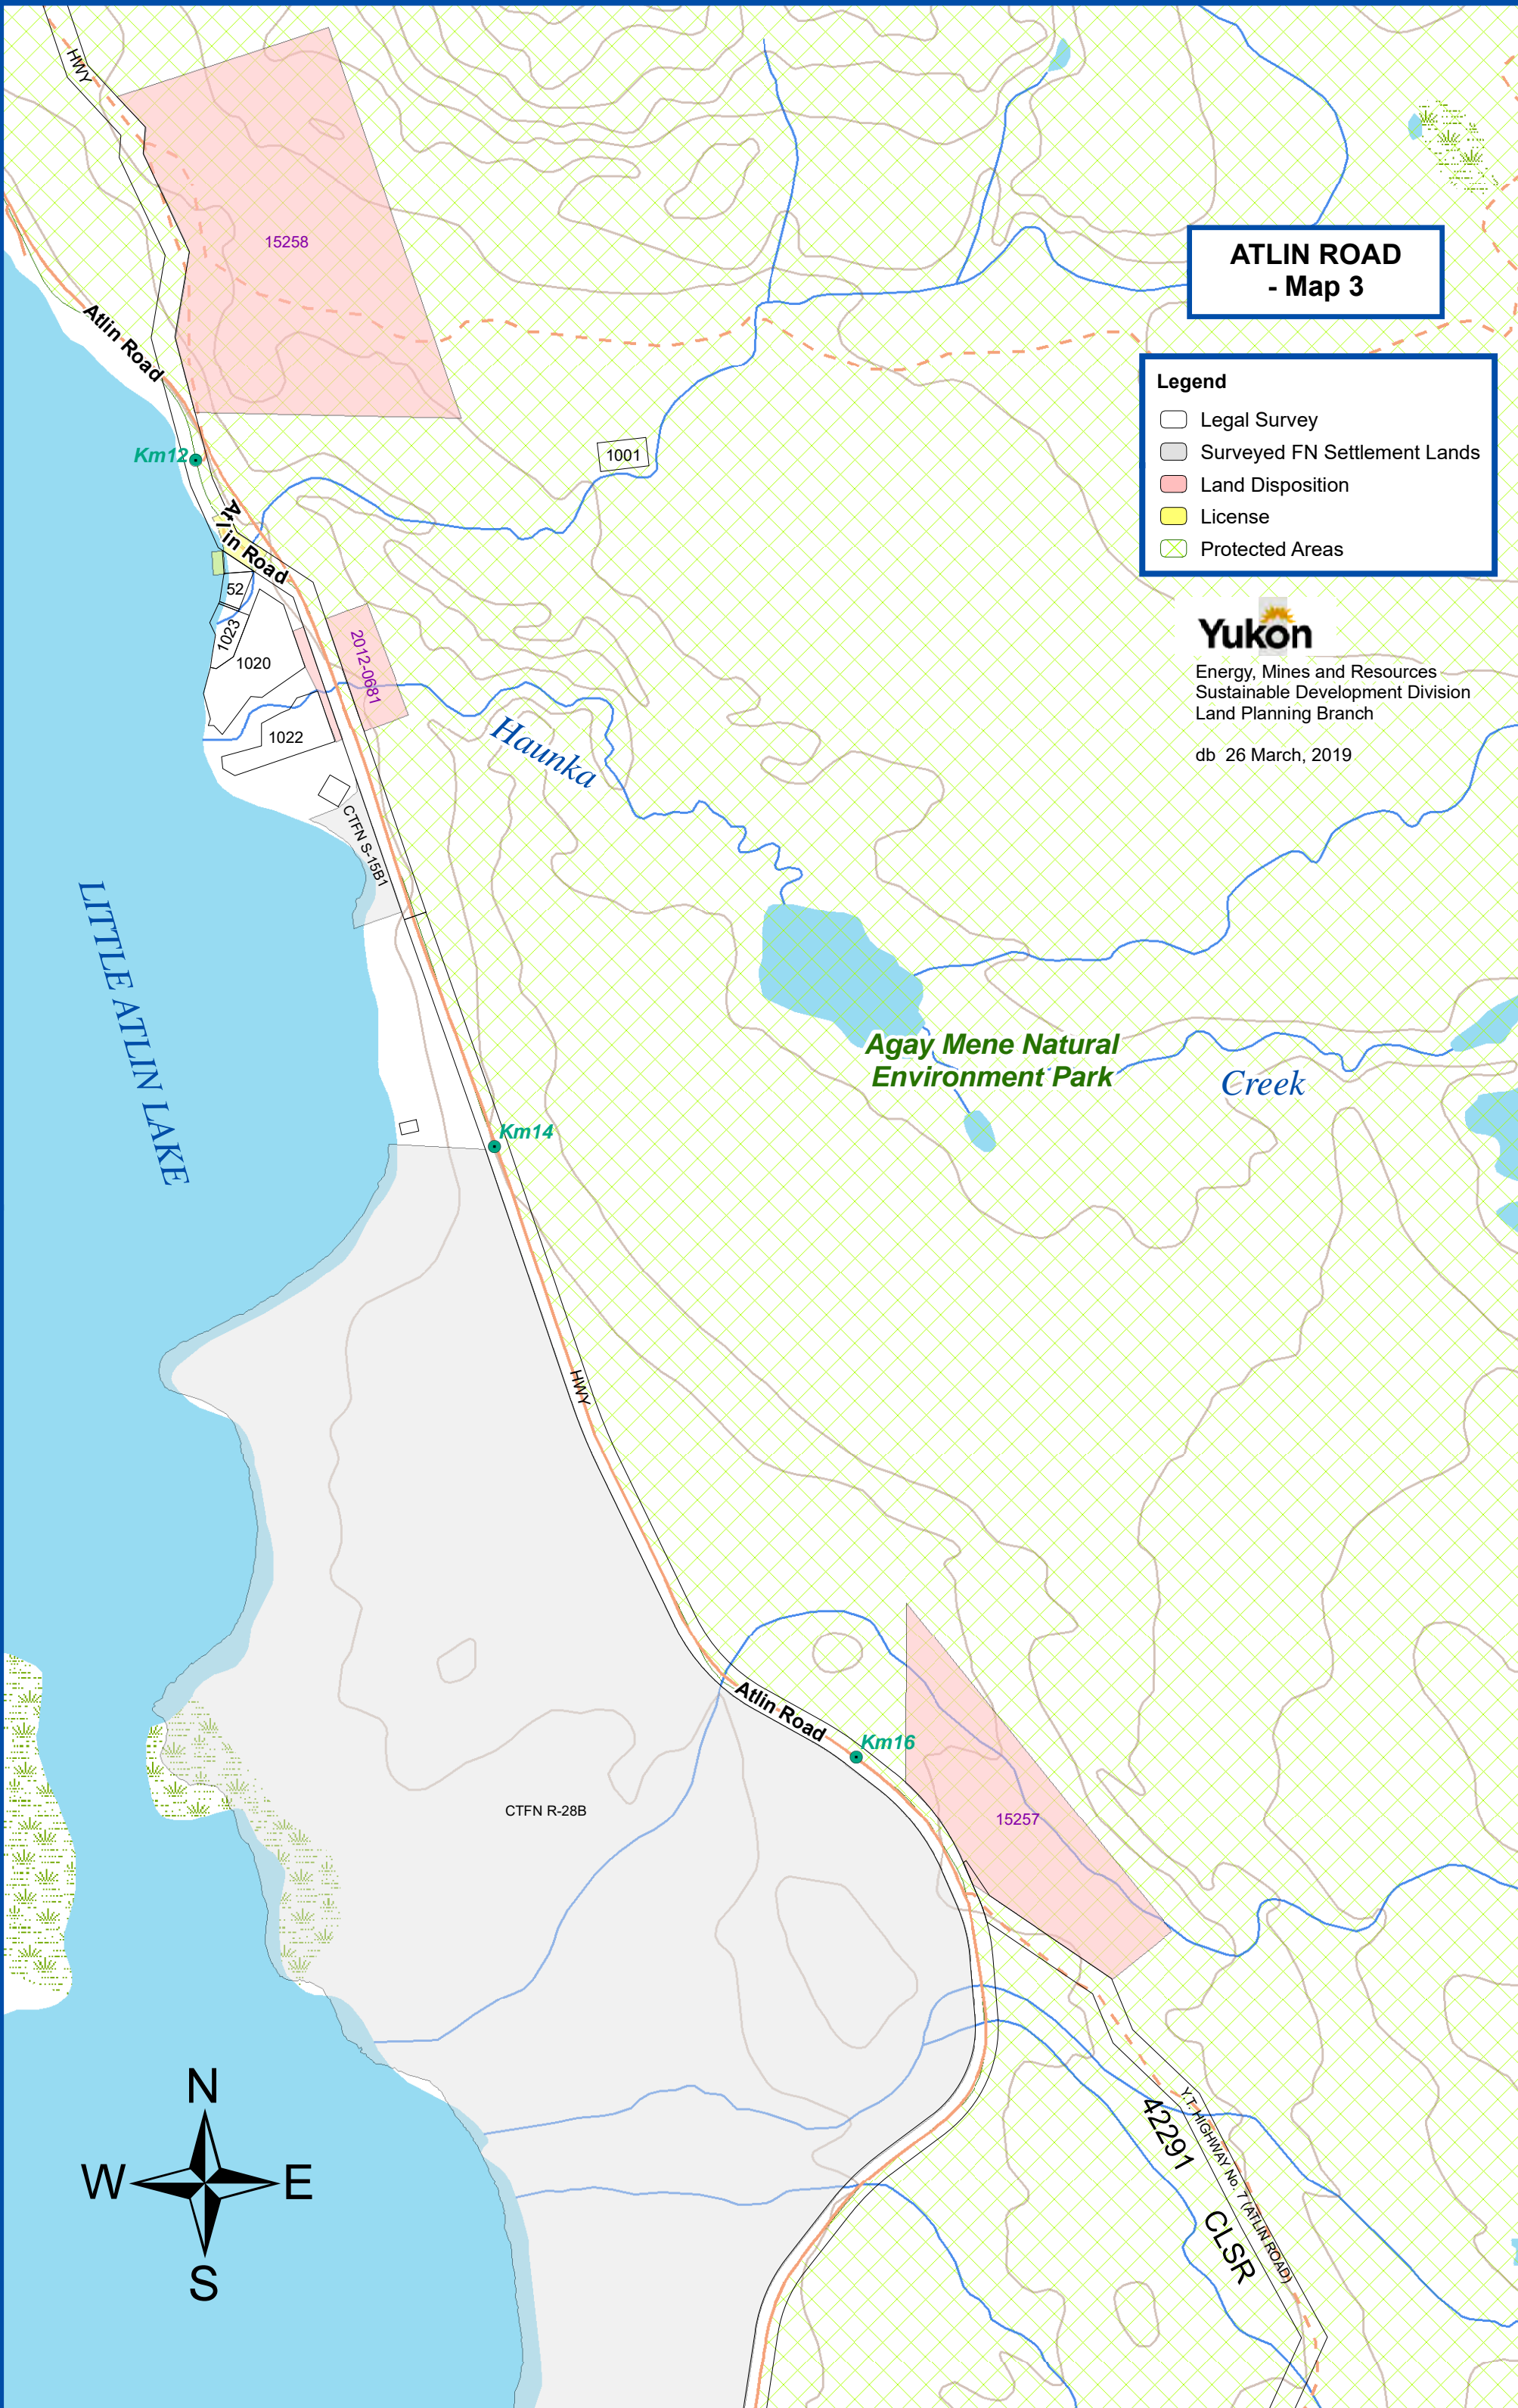 HWY
15258
ATLIN ROAD
- Map 3
Atlin Road
Legend
Legal Survey
Surveyed FN Settlement Lands
Land Disposition
License
Protected Areas
Km12
1001
Atlin Road
52
1023
1020
2012-0681
1022
Yukon
Energy, Mines and Resources
Sustainable Development Division
Land Planning Branch
db 26 March, 2019
Haunka
CTFN S-15B1
LITTLE ATLIN LAKE
Agay Mene Natural
Environment Park
Creek
Km14
HWY
Atlin Road
Km16
CTFN R-28B
15257
N
W E
S
42291 CLSR
Y.T. HIGHWAY No. 7 (ATLIN ROAD)